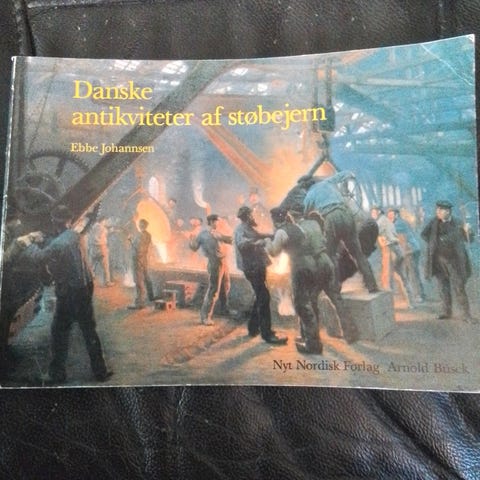 Danske
antikviteter af støbejern
Ebbe Johannsen
Nyt Nordisk Forlag Arnold Busck